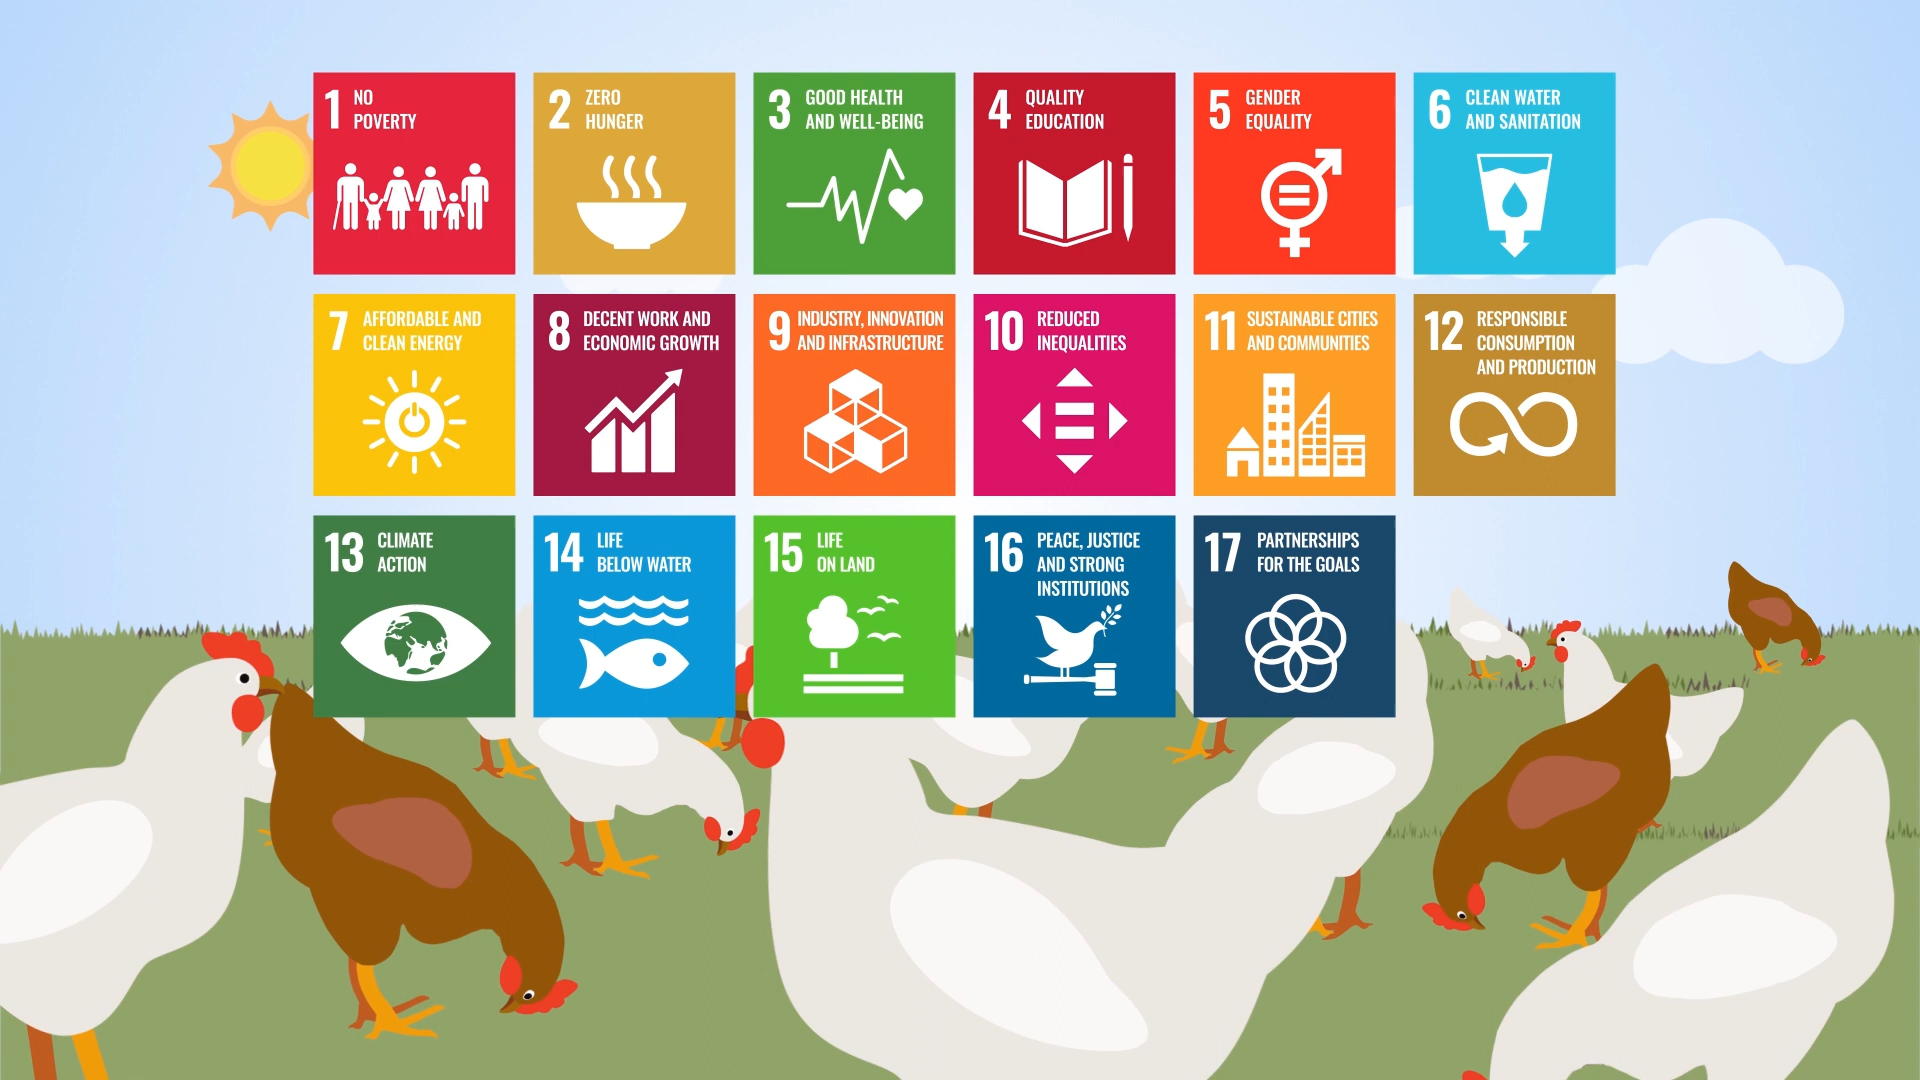 1 NO
POVERTY
2 ZERO
HUNGER
3 GOOD HEALTH
AND WELL-BEING
4 QUALITY
EDUCATION
5 GENDER
EQUALITY
6 CLEAN WATER
AND SANITATION
7 AFFORDABLE AND
CLEAN ENERGY
8 DECENT WORK AND
ECONOMIC GROWTH
9 INDUSTRY, INNOVATION
AND INFRASTRUCTURE
10 REDUCED
INEQUALITIES
11 SUSTAINABLE CITIES
AND COMMUNITIES
12 RESPONSIBLE
CONSUMPTION
AND PRODUCTION
13 CLIMATE
ACTION
14 LIFE
BELOW WATER
15 LIFE
ON LAND
16 PEACE, JUSTICE
AND STRONG
INSTITUTIONS
17 PARTNERSHIPS
FOR THE GOALS